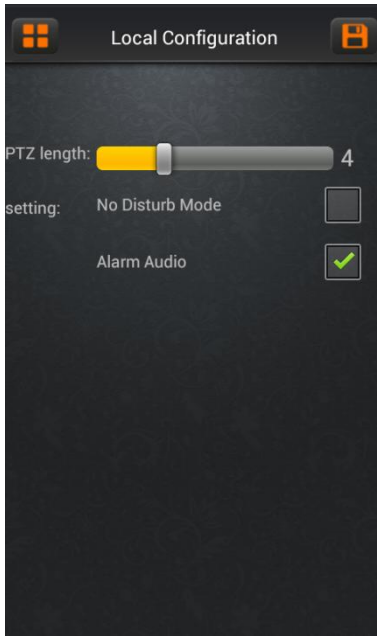 Local Configuration
PTZ length: 4
setting: No Disturb Mode
Alarm Audio